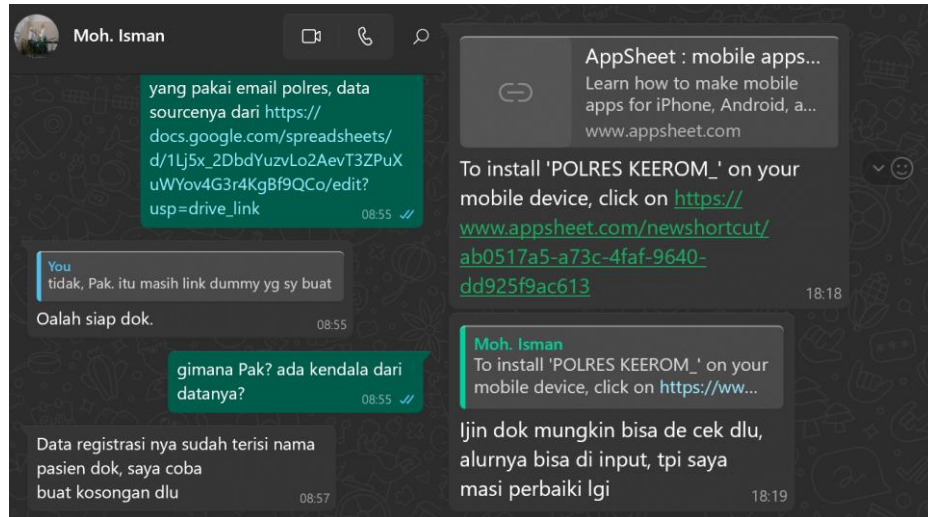 Moh. Isman
yang pakai email polres, data
sourcenya dari https://
docs.google.com/spreadsheets/
d/1Lj5x_2DbdYuzvLo2AevT3ZPuX
uWYov4G3r4KgBf9QCo/edit?
usp=drive_link
08:55
You
tidak, Pak. itu masih link dummy yg sy buat
Oalah siap dok.
08:55
gimana Pak? ada kendala dari
datanya?
08:55
Data registrasi nya sudah terisi nama
pasien dok, saya coba
buat kosongan dlu
08:57
AppSheet : mobile apps...
Learn how to make mobile
apps for iPhone, Android, a...
www.appsheet.com
To install 'POLRES KEEROM_' on your
mobile device, click on https://
www.appsheet.com/newshortcut/
ab0517a5-a73c-4faf-9640-
dd925f9ac613
18:18
Moh. Isman
To install 'POLRES KEEROM_' on your
mobile device, click on https://ww...
Ijin dok mungkin bisa de cek dlu,
alurnya bisa di input, tpi saya
masi perbaiki lgi
18:19